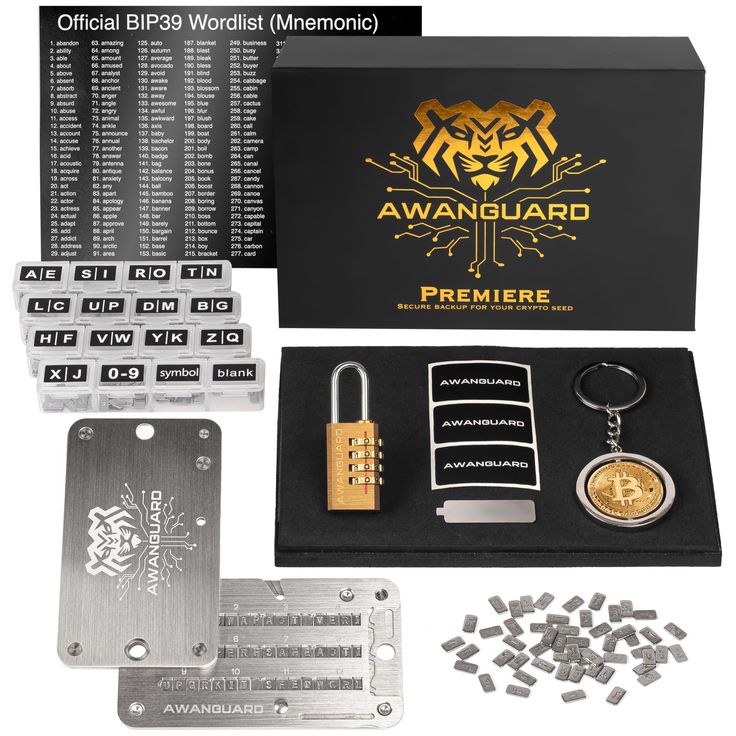 Official BIP39 Wordlist (Mnemonic)
1. abandon 63. amazing 125. auto 187. blanket 249. business
2. ability 64. among 126. autumn 188. blast 250. busy
3. able 65. amount 127. average 189. bleak 251. butter
4. about 66. amused 128. avocado 190. bless 252. buyer
5. above 67. analyst 129. avoid 191. blind 253. buzz
6. absent 68. anchor 130. awake 192. blood 254. cabbage
7. absorb 69. ancient 131. aware 193. blossom 255. cabin
8. abstract 70. anger 132. away 194. blouse 256. cable
9. absurd 71. angle 133. awesome 195. blue 257. cactus
10. abuse 72. angry 134. awful 196. blur 258. cage
11. access 73. animal 135. awkward 197. blush 259. cake
12. accident 74. ankle 136. axis 198. board 260. call
13. account 75. announce 137. baby 199. boat 261. calm
14. accuse 76. annual 138. bachelor 200. body 262. camera
15. achieve 77. another 139. bacon 201. boil 263. camp
16. acid 78. answer 140. badge 202. bomb 264. can
17. acoustic 79. antenna 141. bag 203. bone 265. canal
18. acquire 80. antique 142. balance 204. bonus 266. cancel
19. across 81. anxiety 143. balcony 205. book 267. candy
20. act 82. any 144. ball 206. boost 268. cannon
21. action 83. apart 145. bamboo 207. border 269. canoe
22. actor 84. apology 146. banana 208. boring 270. canvas
23. actress 85. appear 147. banner 209. borrow 271. canyon
24. actual 86. apple 148. bar 210. boss 272. capable
25. adapt 87. approve 149. barely 211. bottom 273. capital
26. add 88. april 150. bargain 212. bounce 274. captain
27. addict 89. arch 151. barrel 213. box 275. car
28. address 90. arctic 152. base 214. boy 276. carbon
29. adjust 91. area 153. basic 215. bracket 277. card
AWANGUARD
PREMIERE
SECURE BACKUP FOR YOUR CRYPTO SEED
A|E S|I R|O T|N
L|C U|P D|M B|G
H|F V|W Y|K Z|Q
X|J 0-9 symbol blank
AWANGUARD
AWANGUARD
AWANGUARD
AWANGUARD
AWANGUARD
AWANGUARD